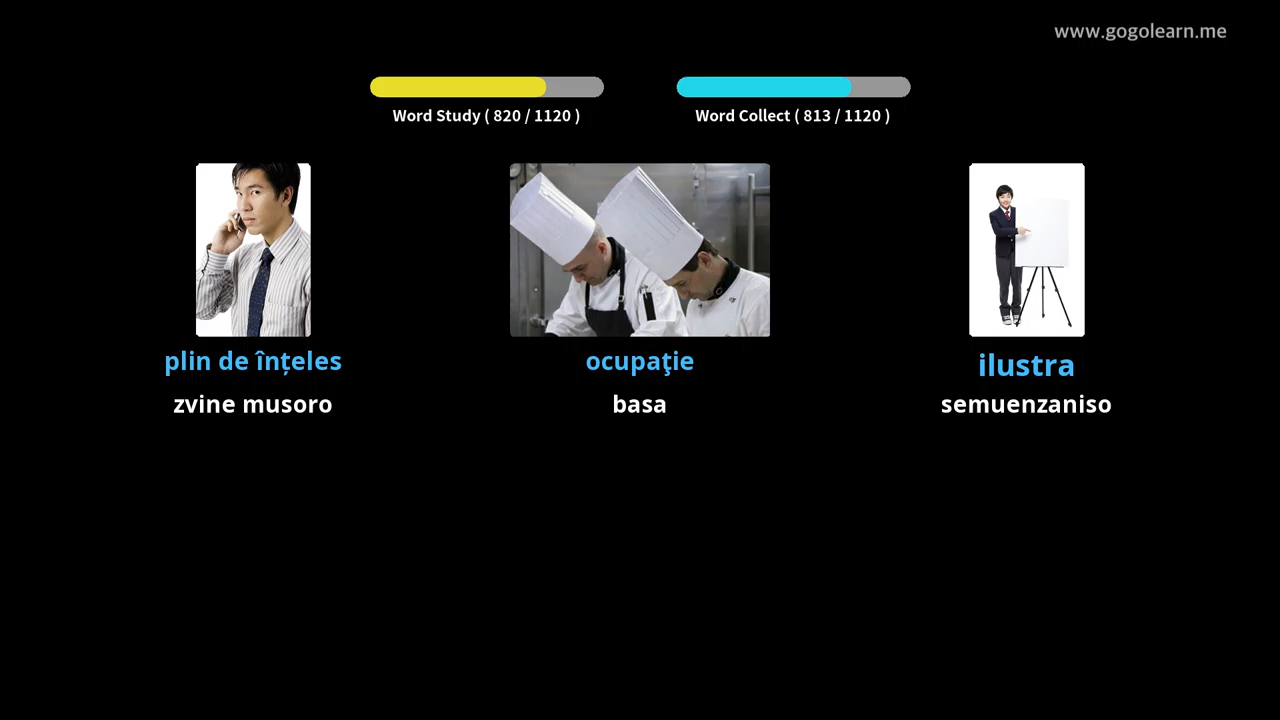 www.gogolearn.me
Word Study ( 820 / 1120 )
Word Collect ( 813 / 1120 )
plin de înțeles
ocupaţie
ilustra
zvine musoro
basa
semuenzaniso